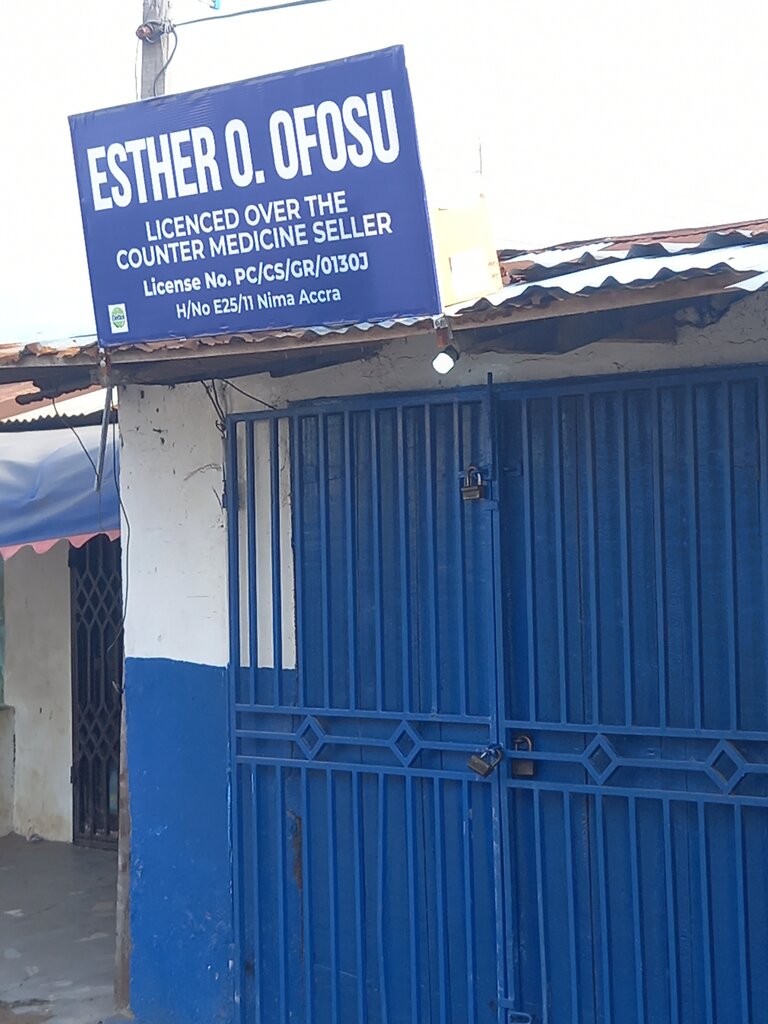 ESTHER O. OFOSU
LICENCED OVER THE
COUNTER MEDICINE SELLER
License No. PC/CS/GR/0130J
H/No E25/11 Nima Accra
Dettol